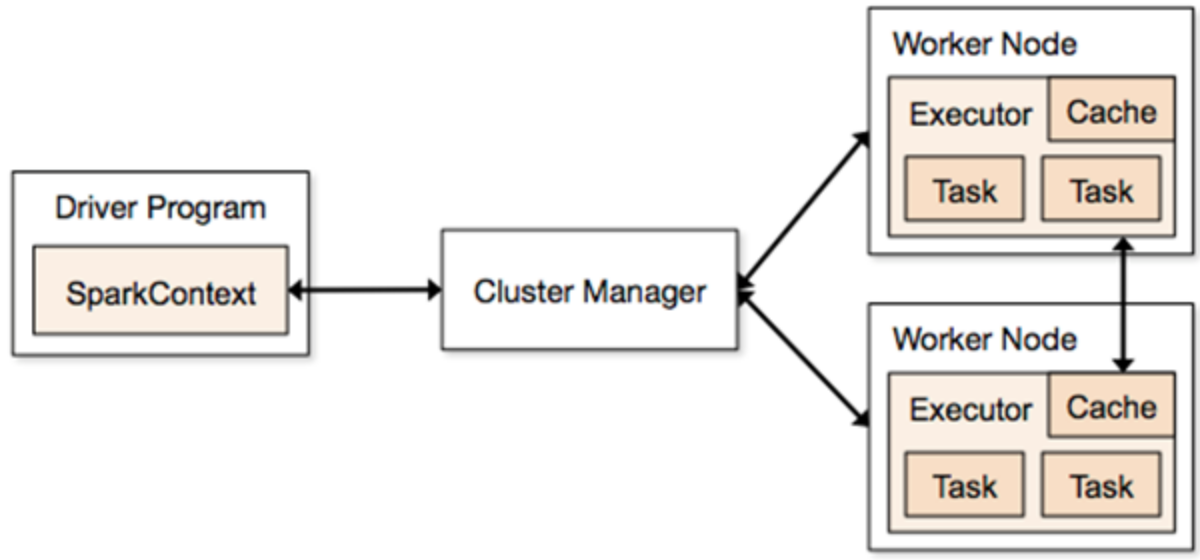 Driver Program
SparkContext
Cluster Manager
Worker Node
Executor
Cache
Task
Task
Worker Node
Executor
Cache
Task
Task